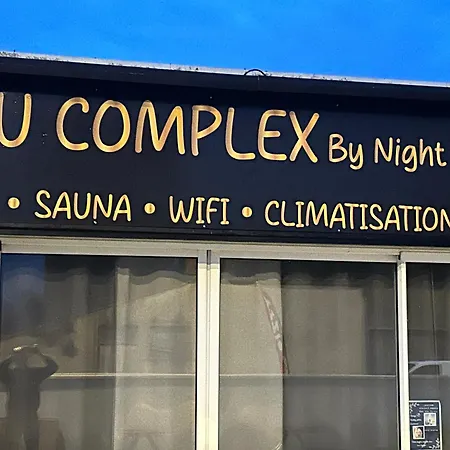 U COMPLEX By Night
• SAUNA • WIFI • CLIMATISATION